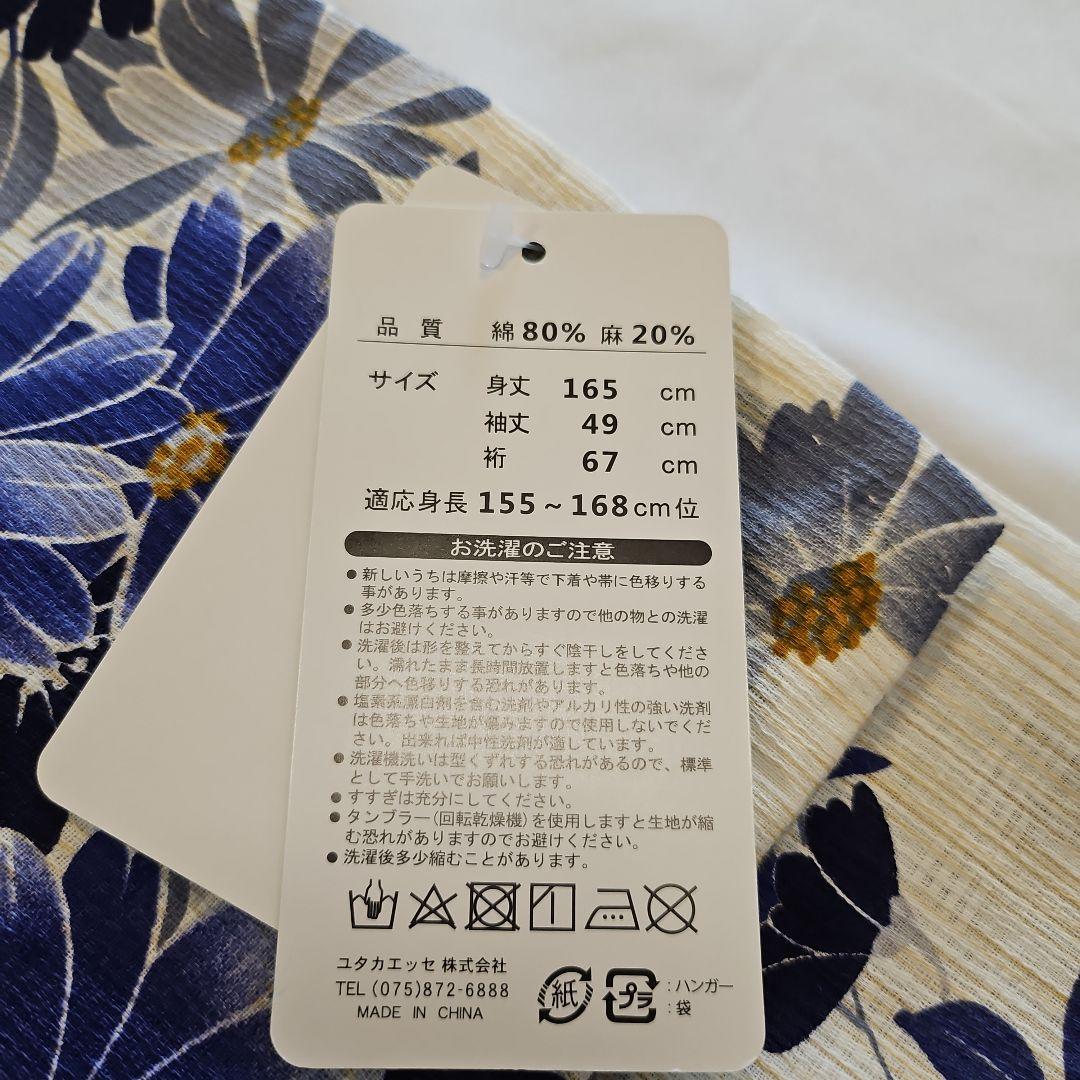 品質 綿80% 麻20%
サイズ 身丈 165 cm
袖丈 49 cm
裄 67 cm
適応身長 155～168cm位
お洗濯のご注意
●新しいうちは摩擦や汗等で下着や帯に色移りする
事があります。
●多少色落ちする事がありますので他の物との洗濯
はお避けください。
●洗濯後は形を整えてからすぐ陰干しをしてくださ
い。濡れたまま長時間放置しますと色落ちや他の
部分へ色移りする恐れがあります。
●塩素系漂白剤を含む洗剤やアルカリ性の強い洗剤
は色落ちや生地が傷みますので使用しないでくだ
さい。出来れば中性洗剤が適しています。
●洗濯機洗いは型くずれする恐れがあるので、標準
として手洗いでお願いします。
●すすぎは充分にしてください。
●タンブラー(回転乾燥機)を使用しますと生地が縮
む恐れがありますのでお避けください。
●洗濯後多少縮むことがあります。
ユタカエッセ 株式会社
TEL (075)872-6888
MADE IN CHINA
紙
プラ
:ハンガー
:袋